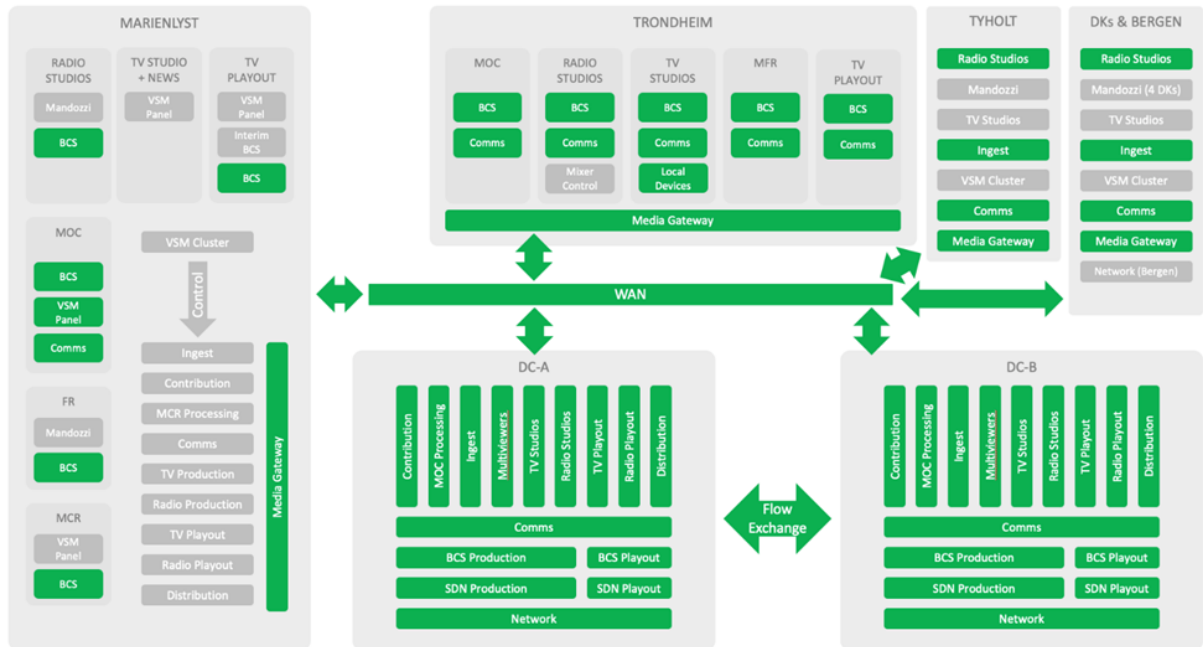 MARIENLYST
RADIO
STUDIOS
Mandozzi
BCS
TV STUDIO
+ NEWS
VSM
Panel
TV
PLAYOUT
VSM
Panel
Interim
BCS
BCS
MOC
BCS
VSM
Panel
Comms
FR
Mandozzi
BCS
MCR
VSM
Panel
BCS
VSM Cluster
Control
Ingest
Contribution
MCR Processing
Comms
TV Production
Radio Production
TV Playout
Radio Playout
Distribution
Media Gateway
TRONDHEIM
MOC
BCS
Comms
RADIO
STUDIOS
BCS
Comms
Mixer
Control
TV
STUDIOS
BCS
Comms
Local
Devices
MFR
BCS
Comms
TV
PLAYOUT
BCS
Comms
Media Gateway
TYHOLT
Radio Studios
Mandozzi
TV Studios
Ingest
VSM Cluster
Comms
Media Gateway
DKs & BERGEN
Radio Studios
Mandozzi (4 DKs)
TV Studios
Ingest
VSM Cluster
Comms
Media Gateway
Network (Bergen)
WAN
DC-A
Contribution
MOC Processing
Ingest
Multiviewers
TV Studios
Radio Studios
TV Playout
Radio Playout
Distribution
Comms
BCS Production
BCS Playout
SDN Production
SDN Playout
Network
Flow
Exchange
DC-B
Contribution
MOC Processing
Ingest
Multiviewers
TV Studios
Radio Studios
TV Playout
Radio Playout
Distribution
Comms
BCS Production
BCS Playout
SDN Production
SDN Playout
Network